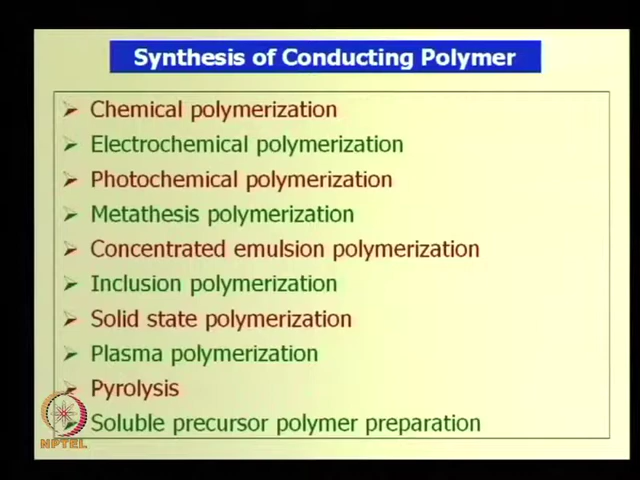 Synthesis of Conducting Polymer
Chemical polymerization
Electrochemical polymerization
Photochemical polymerization
Metathesis polymerization
Concentrated emulsion polymerization
Inclusion polymerization
Solid state polymerization
Plasma polymerization
Pyrolysis
Soluble precursor polymer preparation
NPTEL